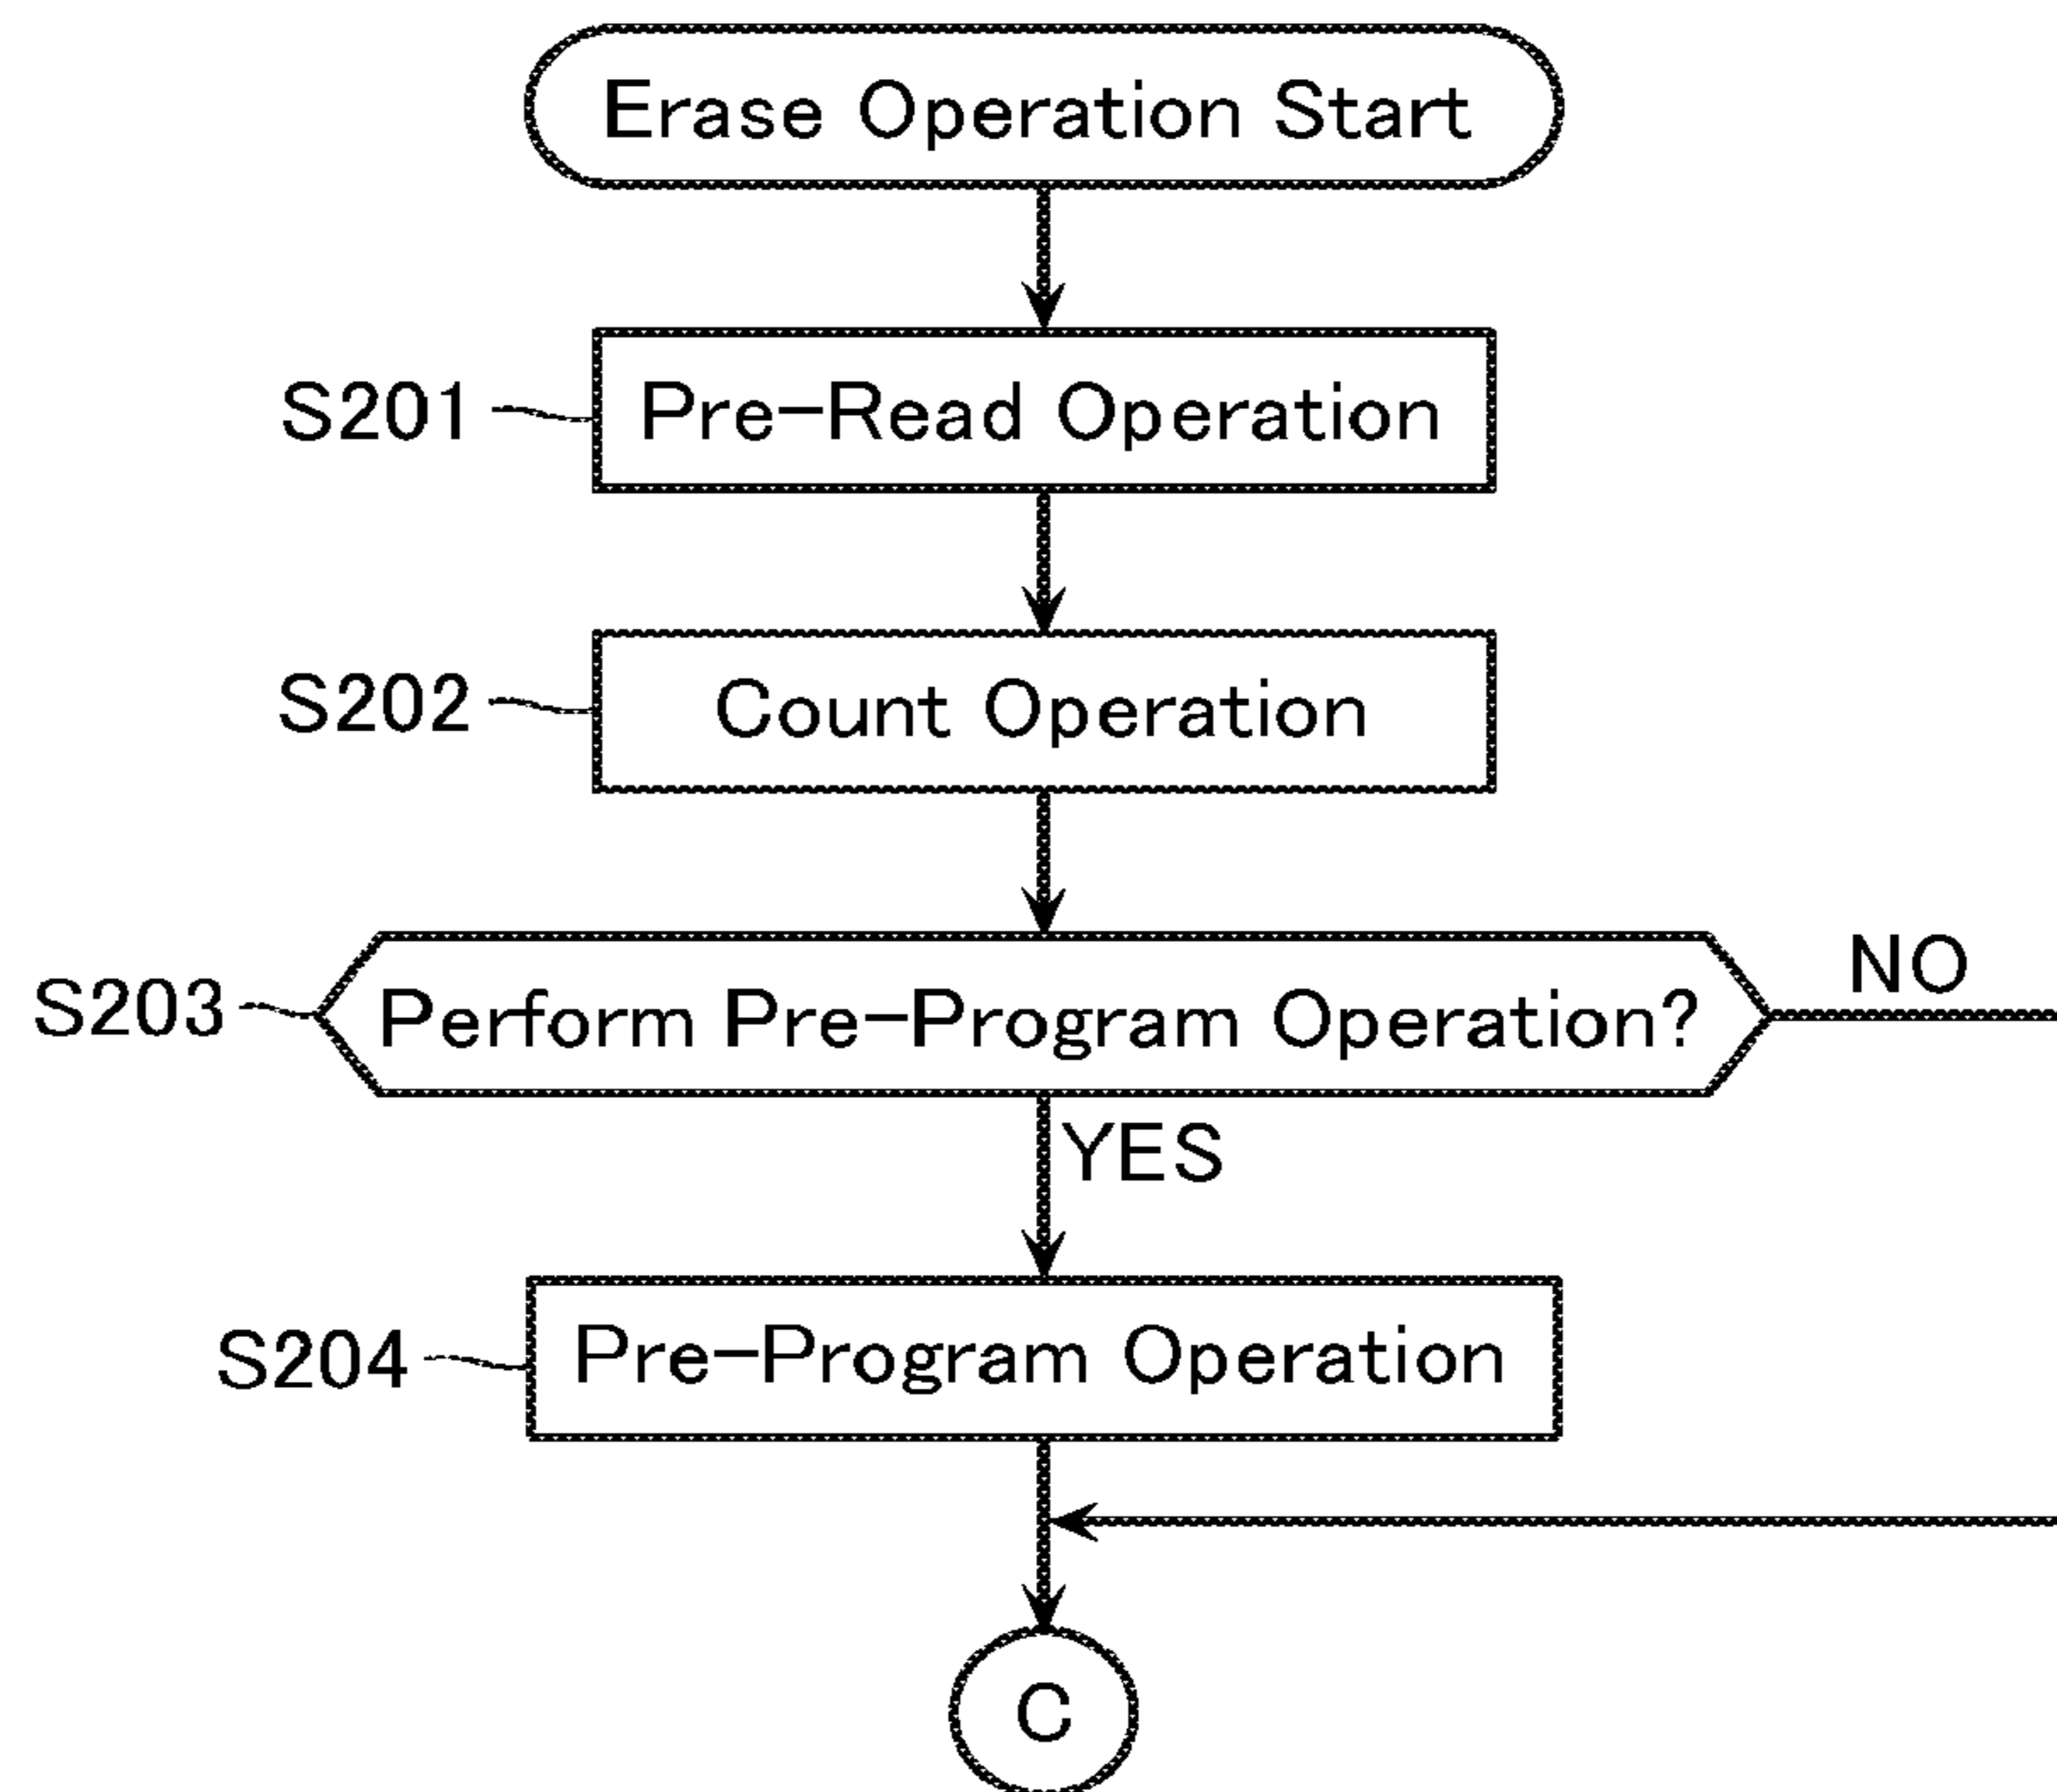 Erase Operation Start
S201
Pre-Read Operation
S202
Count Operation
S203
Perform Pre-Program Operation?
NO
YES
S204
Pre-Program Operation
C